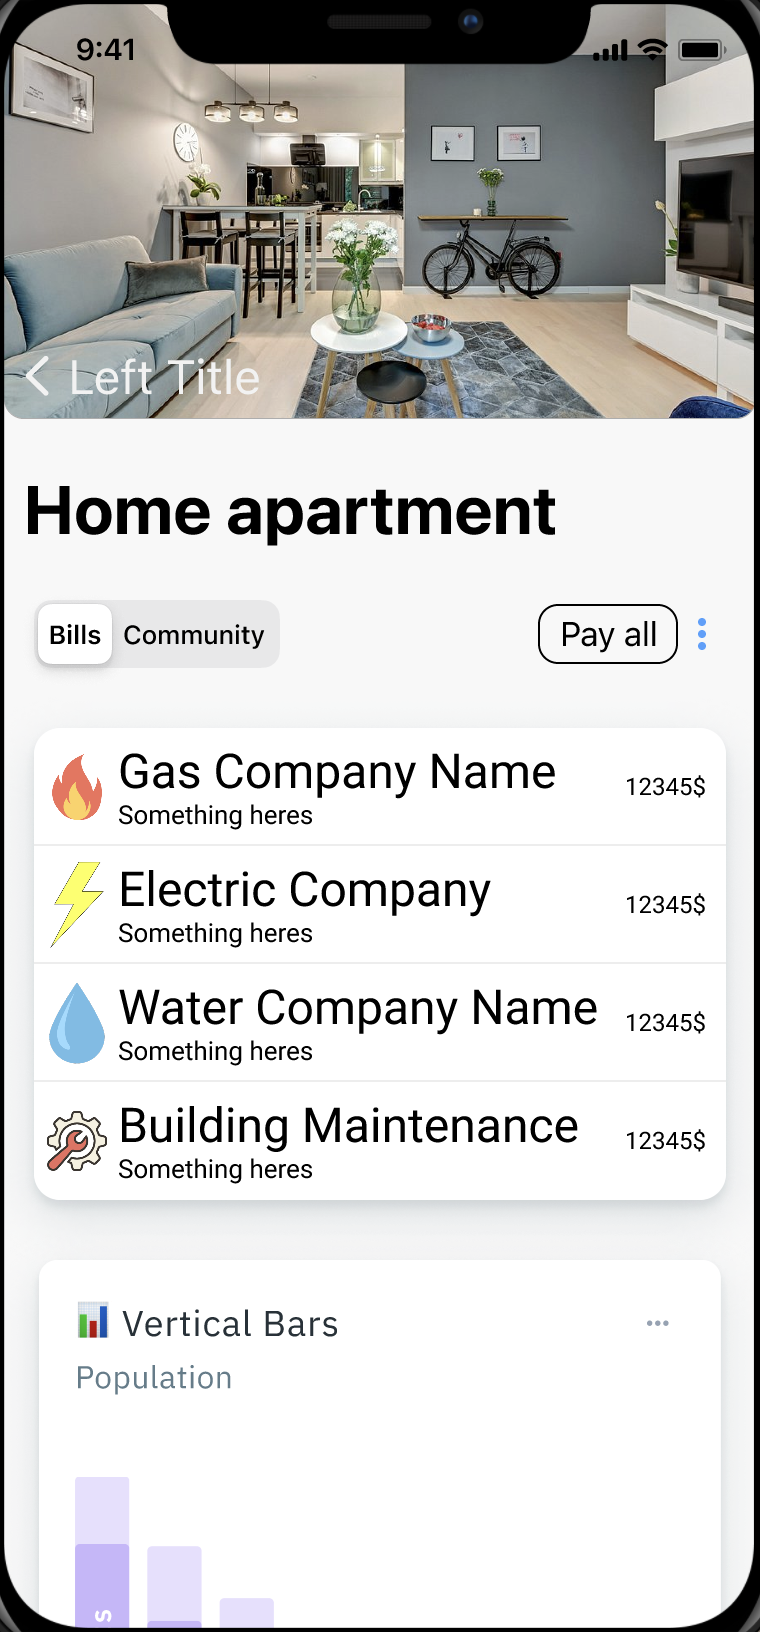 9:41
Left Title
Home apartment
Bills Community Pay all
Gas Company Name
Something heres
12345$
Electric Company
Something heres
12345$
Water Company Name
Something heres
12345$
Building Maintenance
Something heres
12345$
Vertical Bars
Population
s